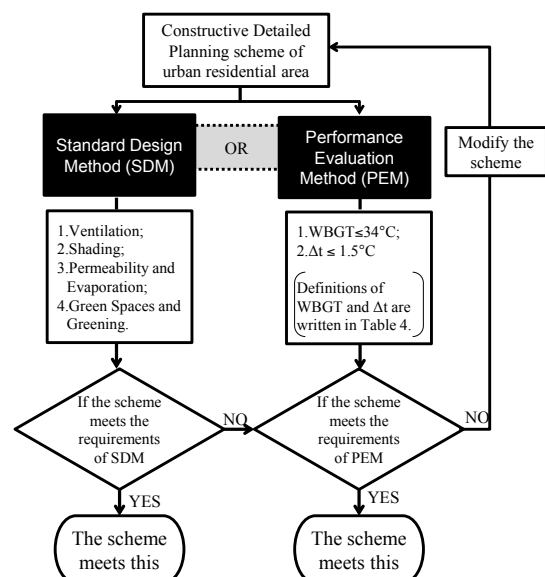 Constructive Detailed
Planning scheme of
urban residential area
Standard Design
Method (SDM)
OR
Performance
Evaluation
Method (PEM)
Modify the
scheme
1.Ventilation;
2.Shading;
3.Permeability and
Evaporation;
4.Green Spaces and
Greening.
1.WBGT≤34°C;
2.Δt ≤ 1.5°C
Definitions of
WBGT and Δt are
written in Table 4.
If the scheme
meets the
requirements
of SDM
NO
If the scheme
meets the
requirements
of PEM
NO
YES
YES
The scheme
meets this
The scheme
meets this